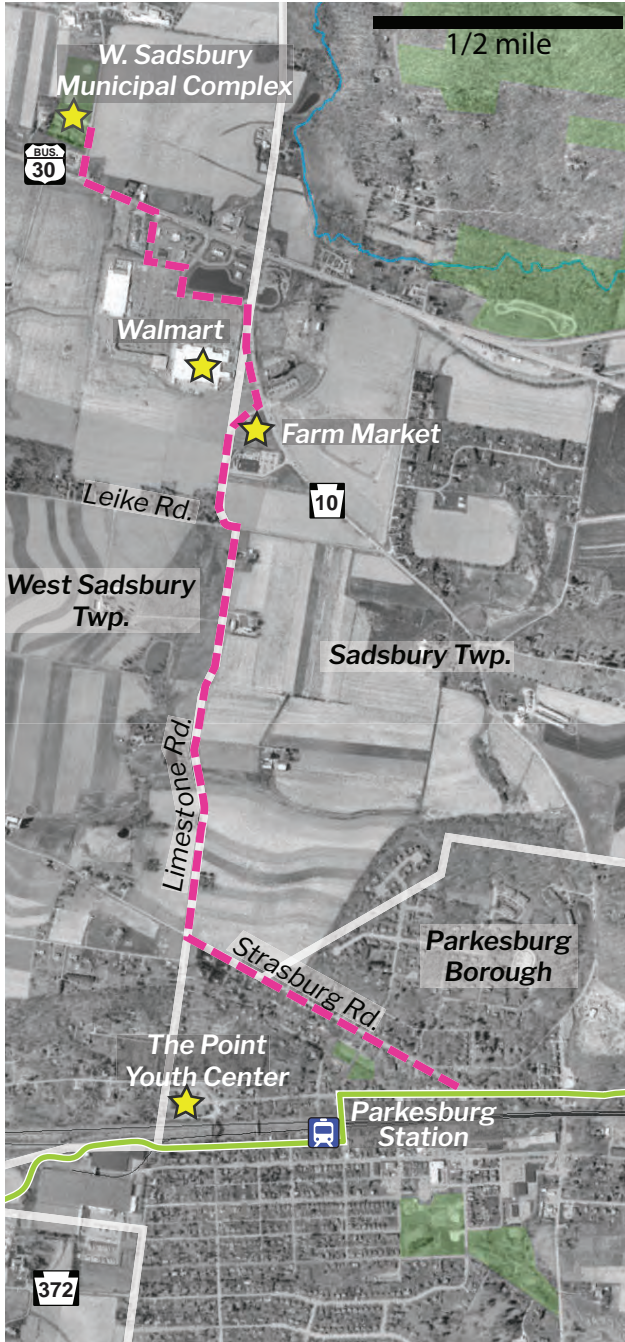 1/2 mile
W. Sadsbury
Municipal Complex
BUS.
30
Walmart
Farm Market
Leike Rd.
10
West Sadsbury
Twp.
Sadsbury Twp.
Limestone Rd.
Strasburg Rd.
Parkesburg
Borough
The Point
Youth Center
Parkesburg
Station
372